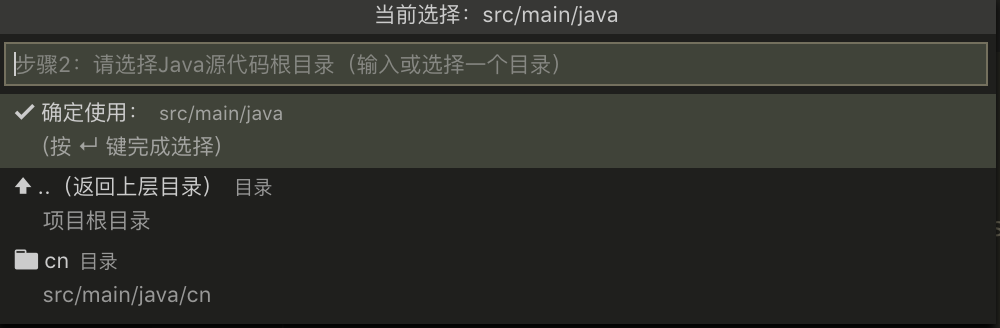 当前选择：src/main/java
步骤2：请选择Java源代码根目录（输入或选择一个目录）
确定使用： src/main/java
（按 ↵ 键完成选择）
..（返回上层目录） 目录
项目根目录
cn 目录
src/main/java/cn